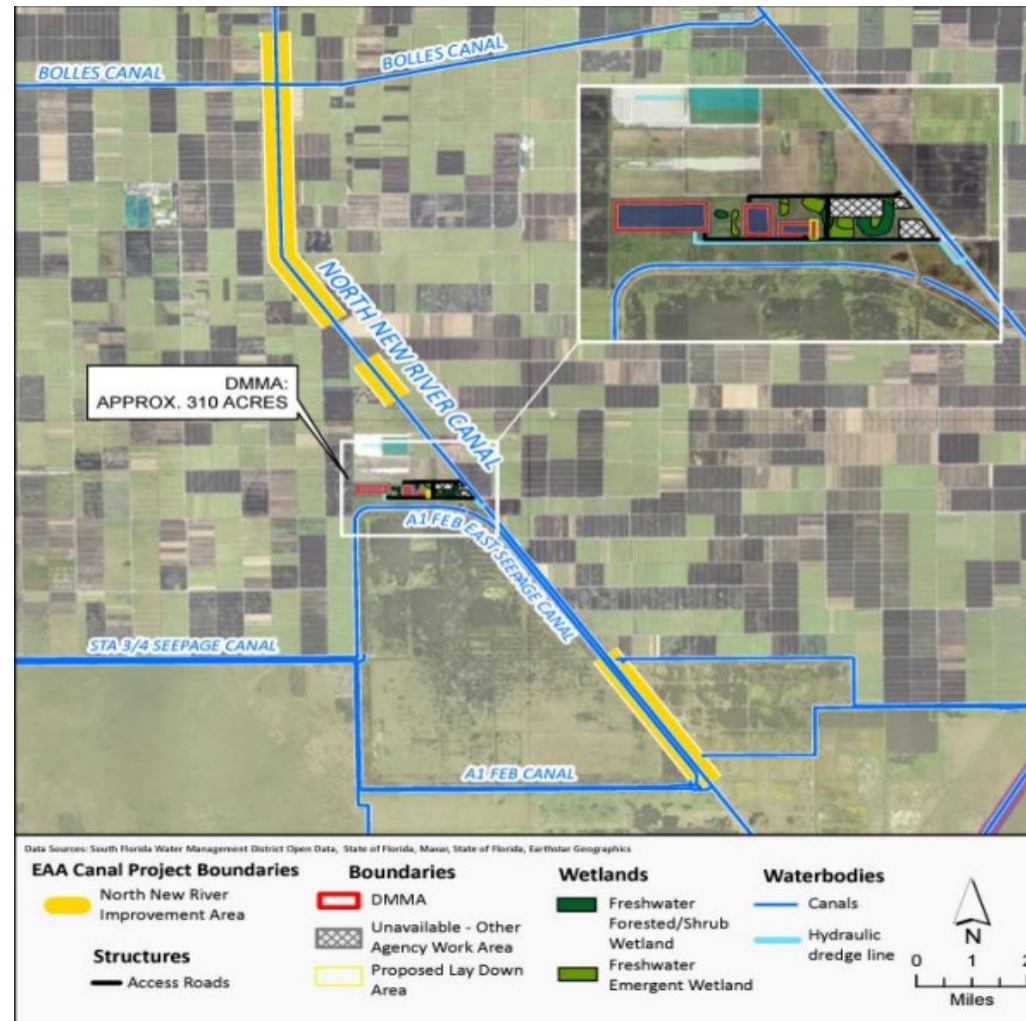 BOLLES CANAL
BOLLES CANAL
NORTH NEW RIVER CANAL
DMMA:
APPROX. 310 ACRES
A1 FEB EAST SEEPAGE CANAL
STA 3/4 SEEPAGE CANAL
A1 FEB CANAL
Data Sources: South Florida Water Management District Open Data, State of Florida, Maxar, State of Florida, Earthstar Geographics
EAA Canal Project Boundaries
North New River
Improvement Area
Structures
Access Roads
Boundaries
DMMA
Unavailable - Other
Agency Work Area
Proposed Lay Down
Area
Wetlands
Freshwater
Forested/Shrub
Wetland
Freshwater
Emergent Wetland
Waterbodies
Canals
Hydraulic
dredge line
N
0 1 2
Miles